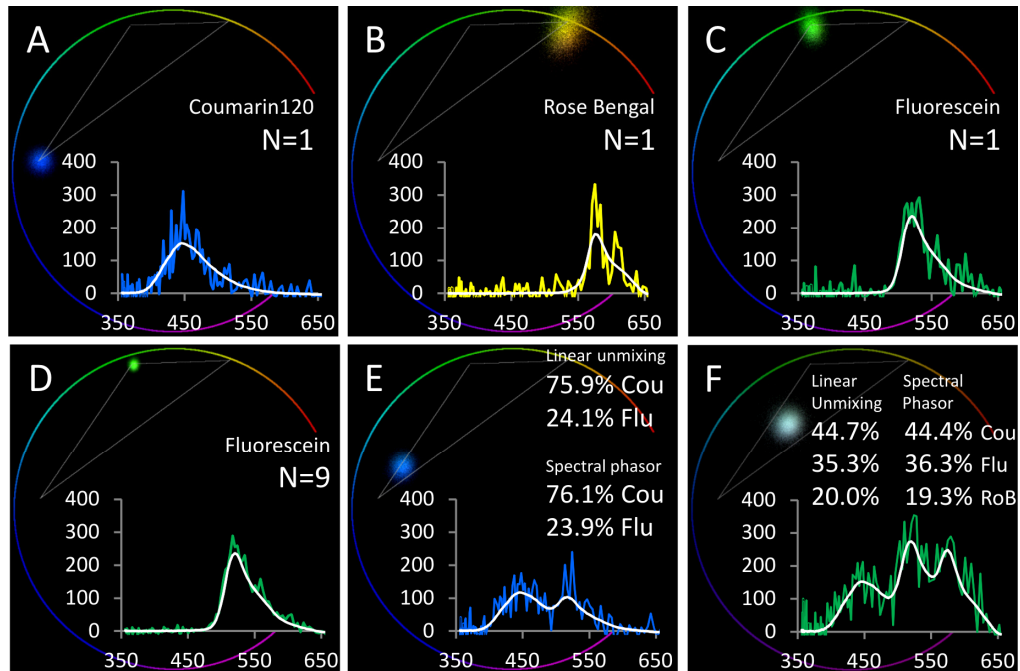 A
Coumarin120
N=1
400
300
200
100
0
350 450 550 650
B
Rose Bengal
N=1
400
300
200
100
0
350 450 550 650
C
Fluorescein
N=1
400
300
200
100
0
350 450 550 650
D
Fluorescein
N=9
400
300
200
100
0
350 450 550 650
E
Linear unmixing
75.9% Cou
24.1% Flu
Spectral phasor
76.1% Cou
23.9% Flu
400
300
200
100
0
350 450 550 650
F
Linear Spectral
Unmixing Phasor
44.7% 44.4% Cou
35.3% 36.3% Flu
20.0% 19.3% RoB
400
300
200
100
0
350 450 550 650